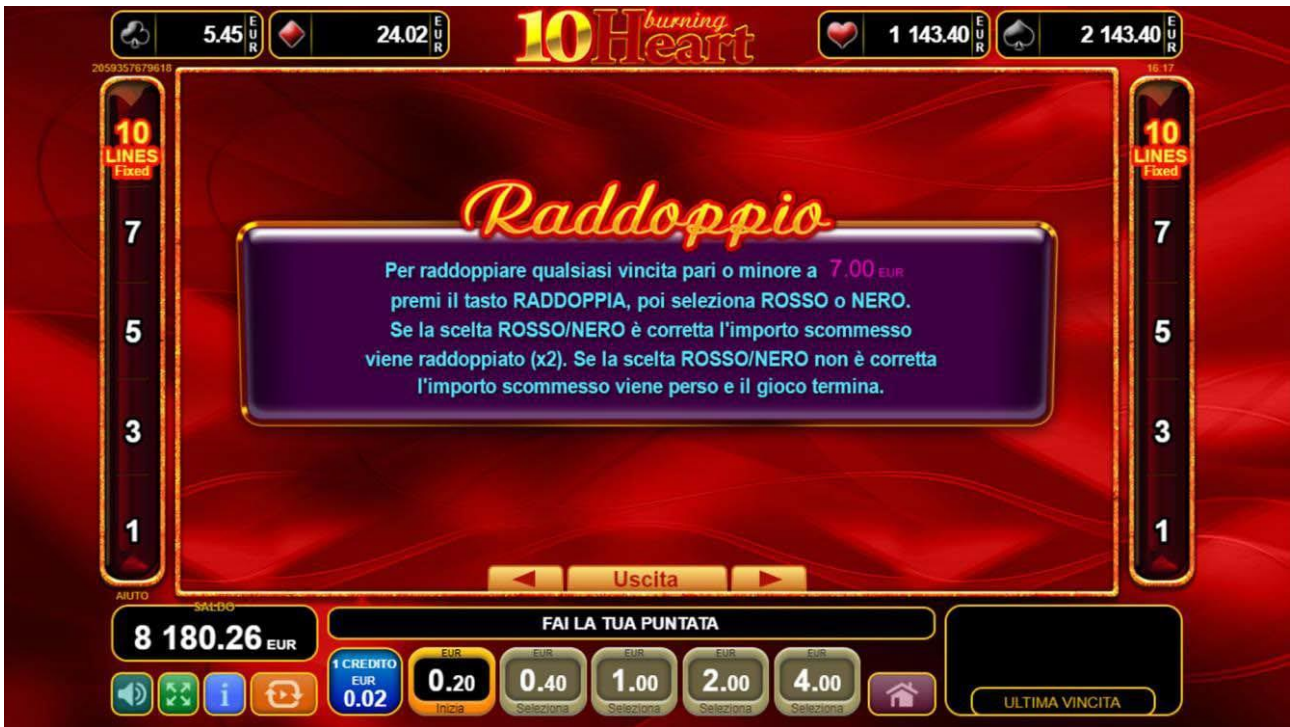 5.45 EUR
24.02 EUR
10 burning Heart
1 143.40 EUR
2 143.40 EUR
2059357679618
16:17
10
LINES
Fixed
7
5
3
1
10
LINES
Fixed
7
5
3
1
Raddoppio
Per raddoppiare qualsiasi vincita pari o minore a 7.00 EUR
premi il tasto RADDOPPIA, poi seleziona ROSSO o NERO.
Se la scelta ROSSO/NERO è corretta l'importo scommesso
viene raddoppiato (x2). Se la scelta ROSSO/NERO non è corretta
l'importo scommesso viene perso e il gioco termina.
Uscita
AIUTO
SALDO
8 180.26 EUR
FAI LA TUA PUNTATA
1 CREDITO
EUR
0.02
EUR
0.20
Inizia
EUR
0.40
Seleziona
EUR
1.00
Seleziona
EUR
2.00
Seleziona
EUR
4.00
Seleziona
ULTIMA VINCITA